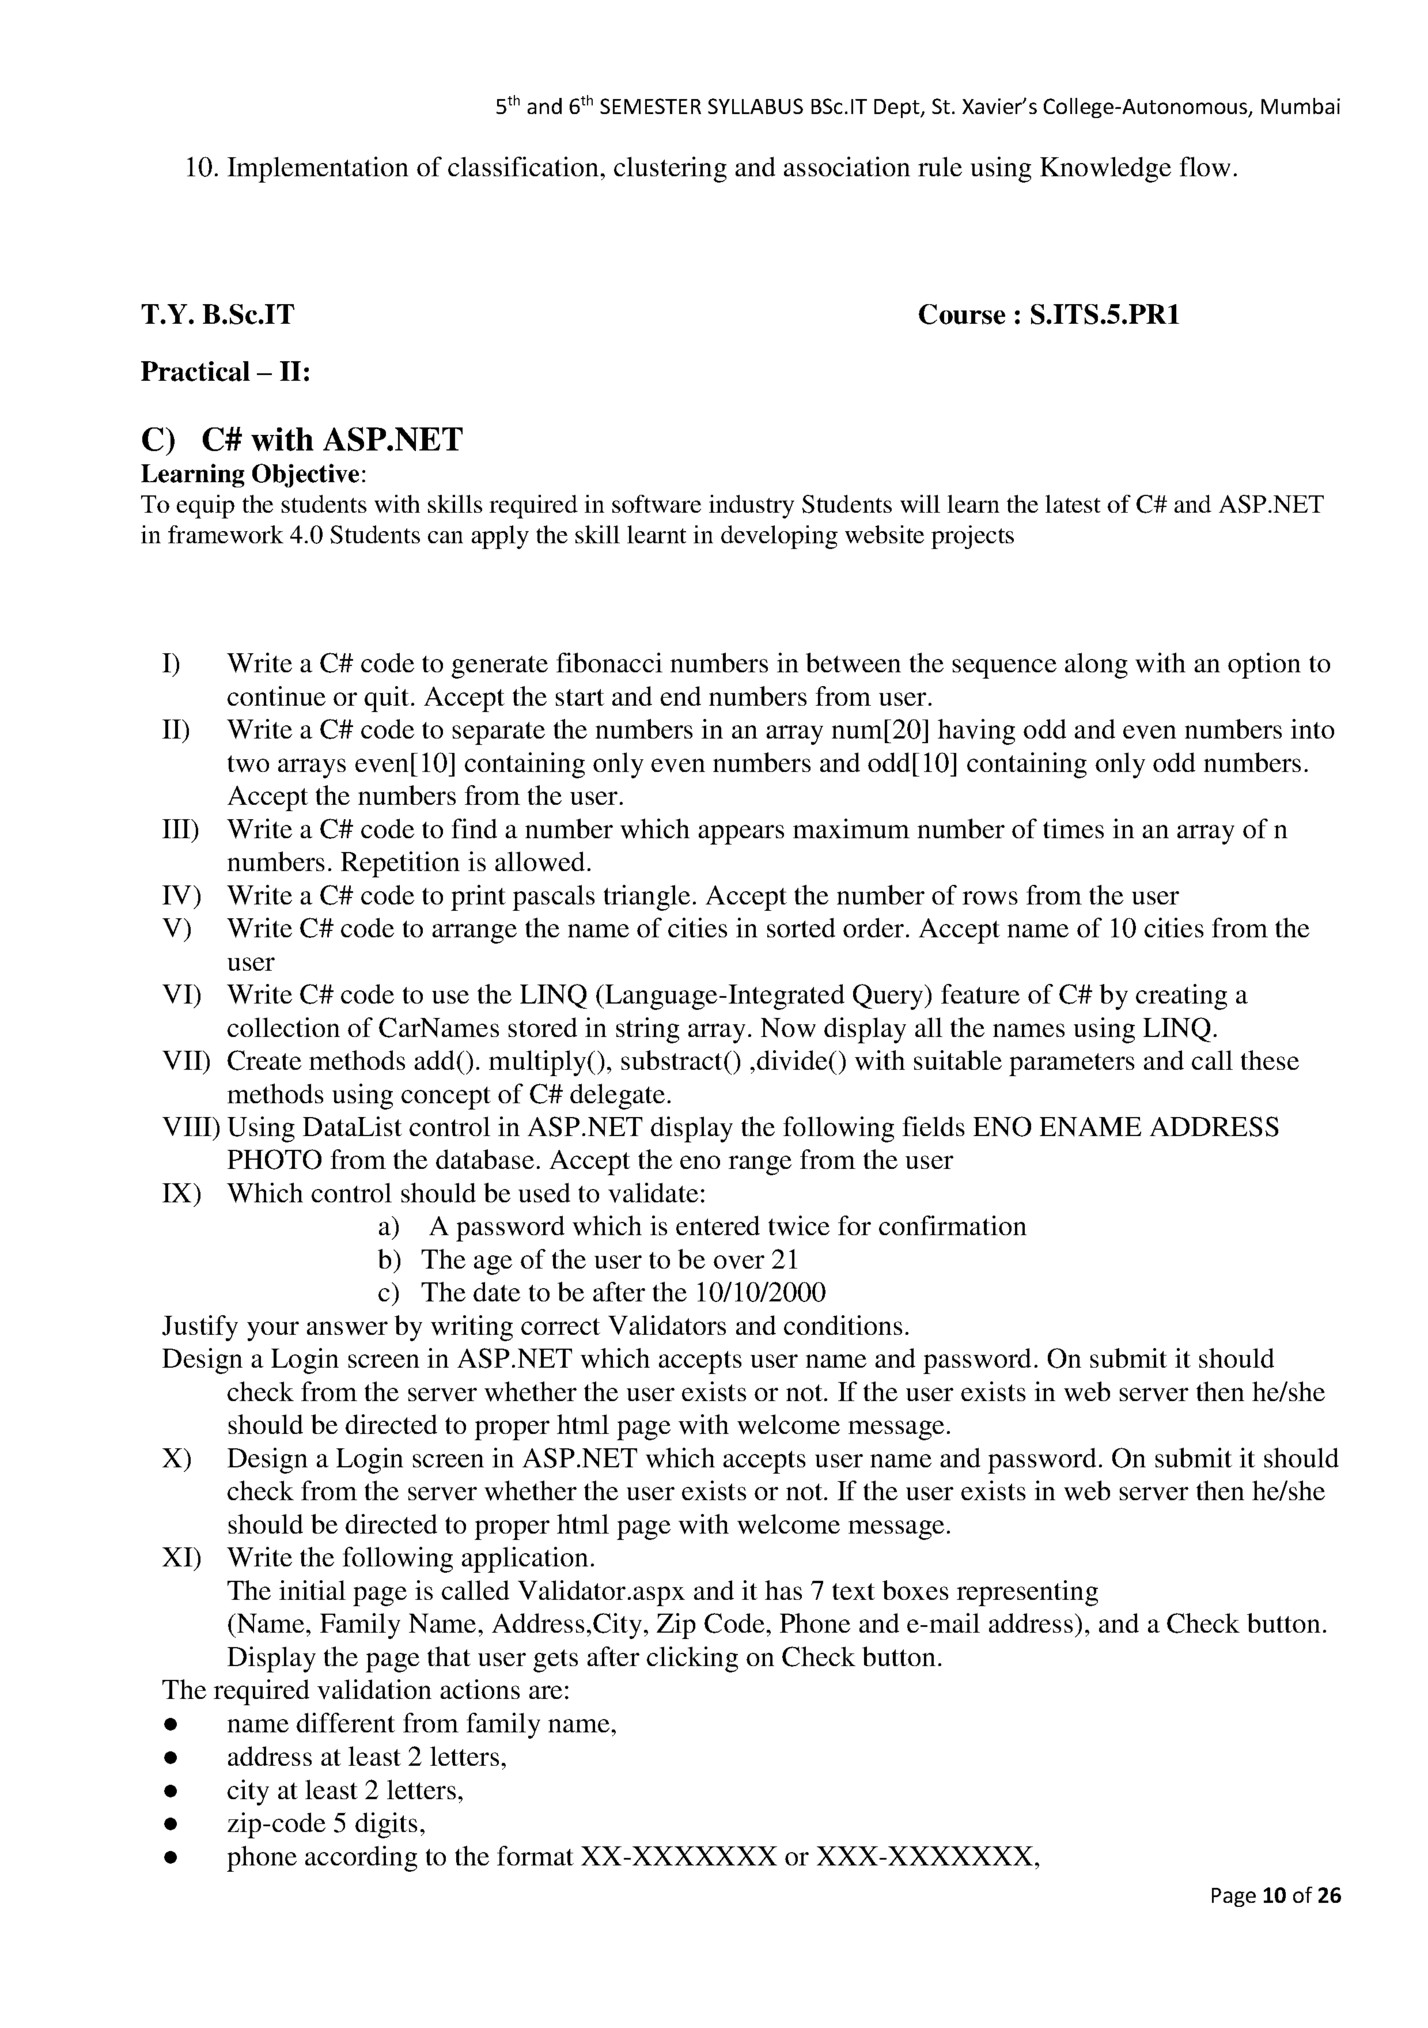 5th and 6th SEMESTER SYLLABUS BSc.IT Dept, St. Xavier’s College-Autonomous, Mumbai
10. Implementation of classification, clustering and association rule using Knowledge flow.
T.Y. B.Sc.IT Course : S.ITS.5.PR1
Practical – II:
C) C# with ASP.NET
Learning Objective:
To equip the students with skills required in software industry Students will learn the latest of C# and ASP.NET
in framework 4.0 Students can apply the skill learnt in developing website projects
I) Write a C# code to generate fibonacci numbers in between the sequence along with an option to
continue or quit. Accept the start and end numbers from user.
II) Write a C# code to separate the numbers in an array num[20] having odd and even numbers into
two arrays even[10] containing only even numbers and odd[10] containing only odd numbers.
Accept the numbers from the user.
III) Write a C# code to find a number which appears maximum number of times in an array of n
numbers. Repetition is allowed.
IV) Write a C# code to print pascals triangle. Accept the number of rows from the user
V) Write C# code to arrange the name of cities in sorted order. Accept name of 10 cities from the
user
VI) Write C# code to use the LINQ (Language-Integrated Query) feature of C# by creating a
collection of CarNames stored in string array. Now display all the names using LINQ.
VII) Create methods add(). multiply(), substract() ,divide() with suitable parameters and call these
methods using concept of C# delegate.
VIII) Using DataList control in ASP.NET display the following fields ENO ENAME ADDRESS
PHOTO from the database. Accept the eno range from the user
IX) Which control should be used to validate:
a) A password which is entered twice for confirmation
b) The age of the user to be over 21
c) The date to be after the 10/10/2000
Justify your answer by writing correct Validators and conditions.
Design a Login screen in ASP.NET which accepts user name and password. On submit it should
check from the server whether the user exists or not. If the user exists in web server then he/she
should be directed to proper html page with welcome message.
X) Design a Login screen in ASP.NET which accepts user name and password. On submit it should
check from the server whether the user exists or not. If the user exists in web server then he/she
should be directed to proper html page with welcome message.
XI) Write the following application.
The initial page is called Validator.aspx and it has 7 text boxes representing
(Name, Family Name, Address,City, Zip Code, Phone and e-mail address), and a Check button.
Display the page that user gets after clicking on Check button.
The required validation actions are:
● name different from family name,
● address at least 2 letters,
● city at least 2 letters,
● zip-code 5 digits,
● phone according to the format XX-XXXXXXX or XXX-XXXXXXX,
Page 10 of 26